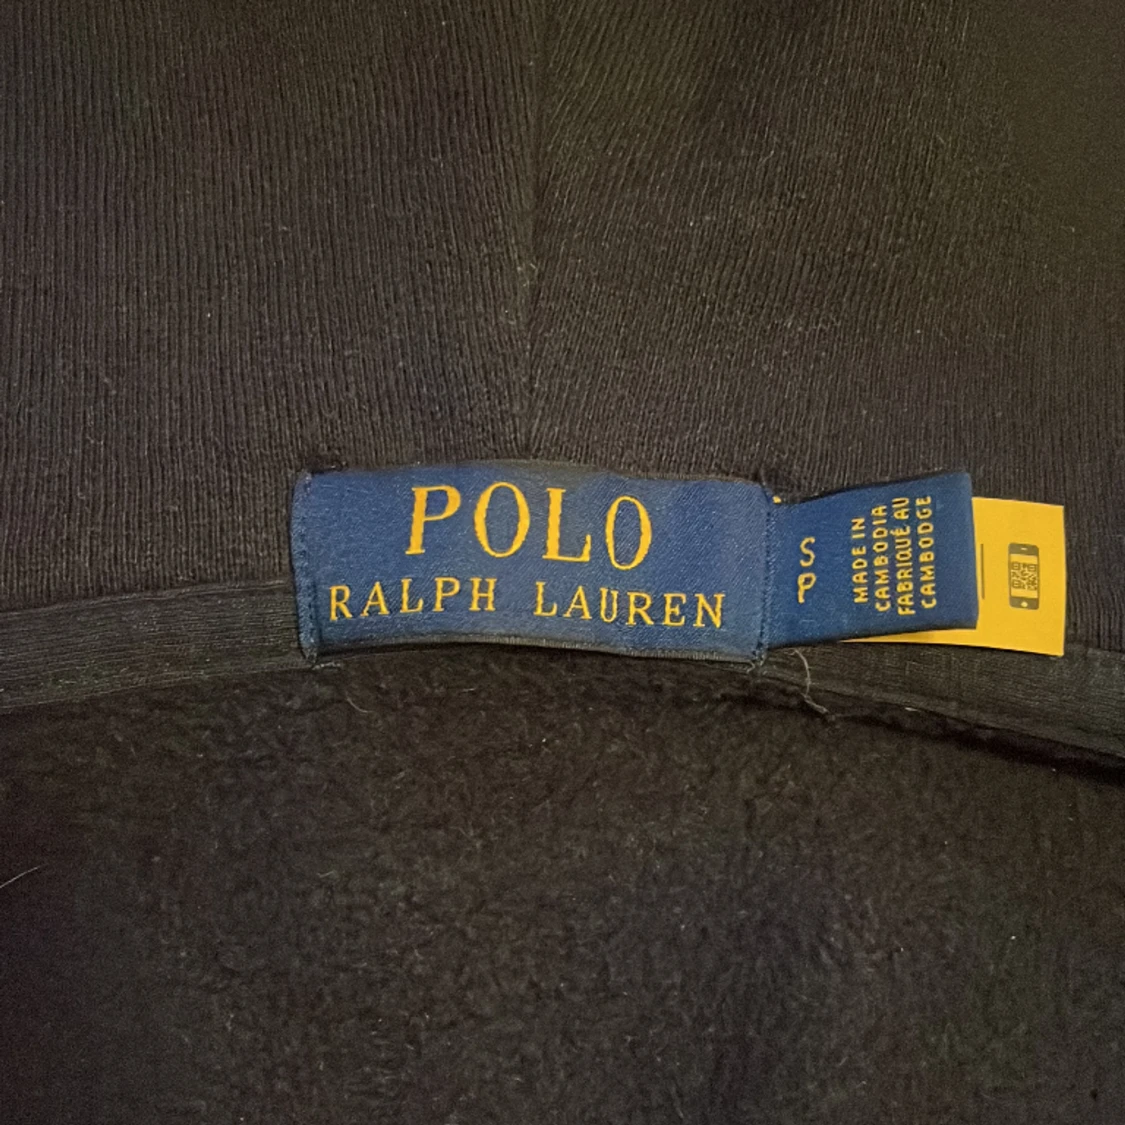 POLO
RALPH LAUREN
S
P
MADE IN
CAMBODIA
FABRIQUÉ AU
CAMBODGE